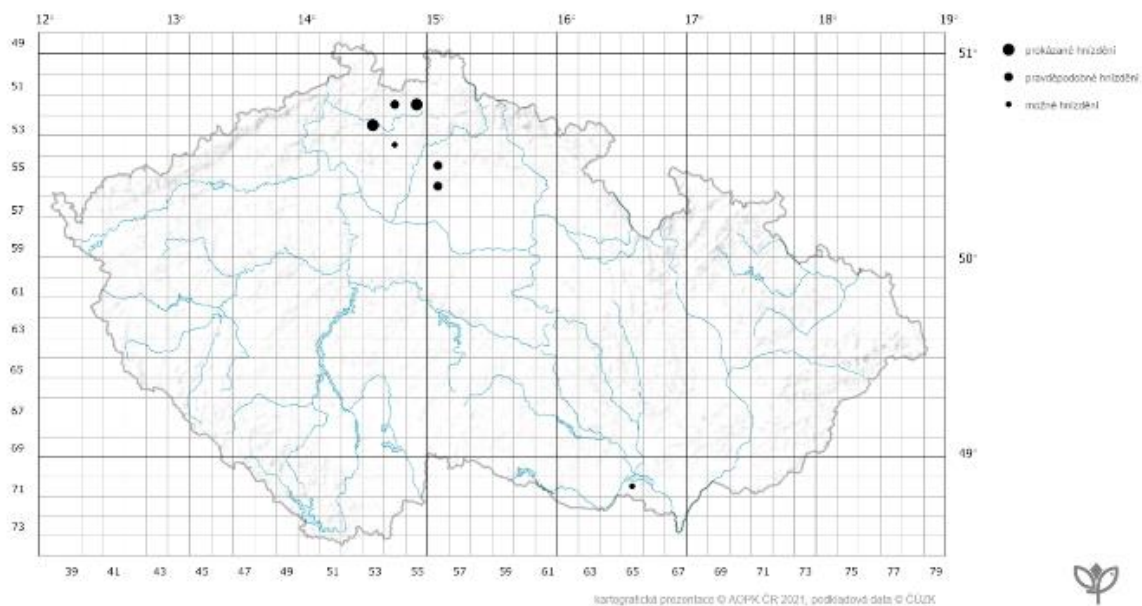 12° 13° 14° 15° 16° 17° 18° 19°
49
51°
51
53
55
57
59
50°
61
63
65
67
69
49°
71
73
39 41 43 45 47 49 51 53 55 57 59 61 63 65 67 69 71 73 75 77 79
prokázané hnízdění
pravděpodobné hnízdění
možné hnízdění
kartografická prezentace © AOPK ČR 2021, podkladová data © ČÚZK